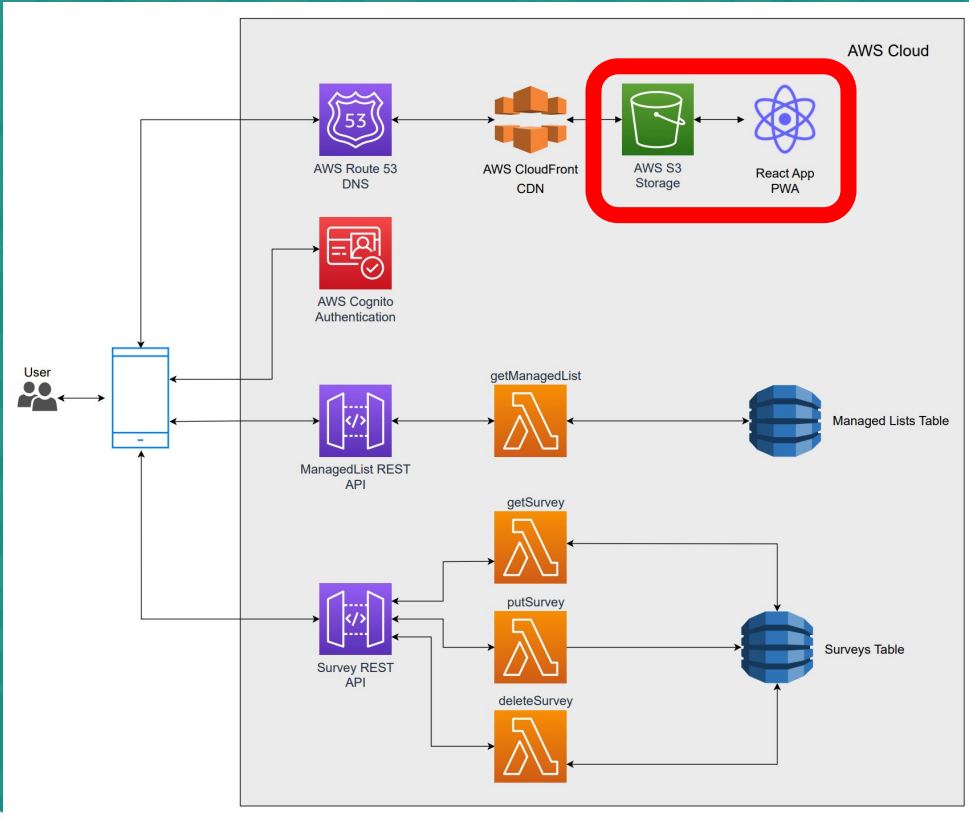 AWS Cloud
53
AWS Route 53
DNS
AWS CloudFront
CDN
AWS S3
Storage
React App
PWA
AWS Cognito
Authentication
User
getManagedList
</>
ManagedList REST
API
Managed Lists Table
getSurvey
putSurvey
</>
Survey REST
API
Surveys Table
deleteSurvey